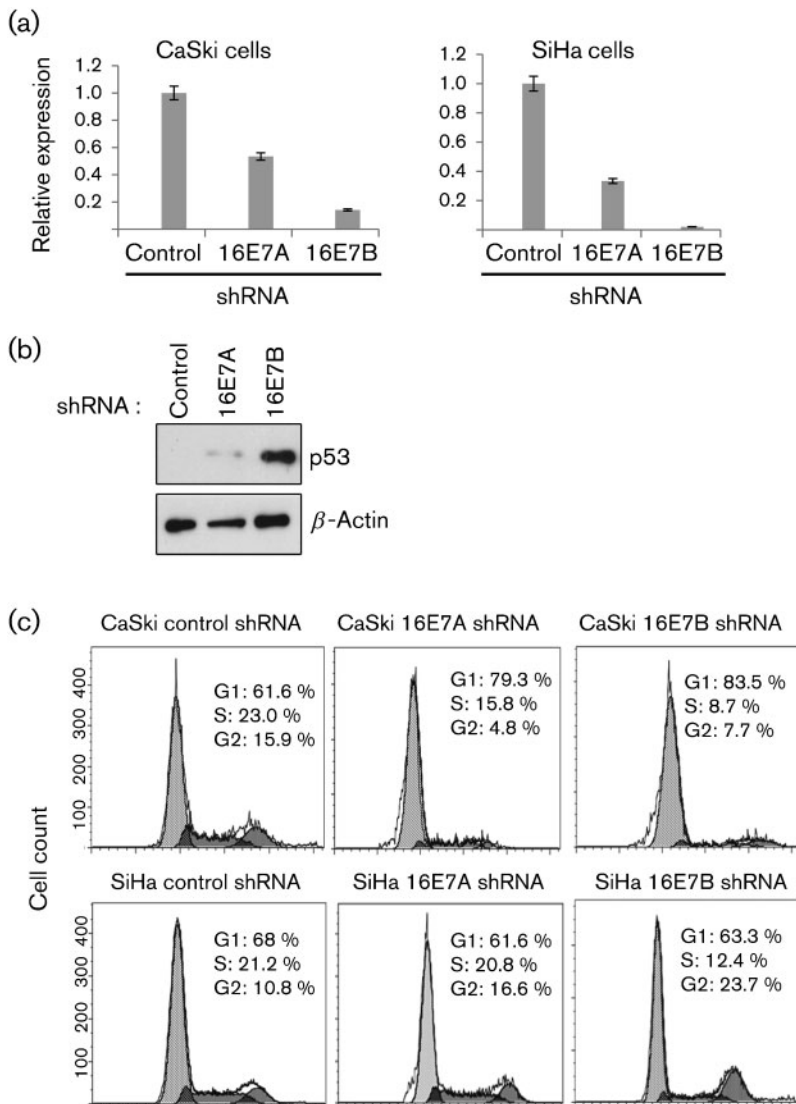 (a)
CaSki cells
SiHa cells
Relative expression
1.2
1.0
0.8
0.6
0.4
0.2
Control 16E7A 16E7B
shRNA
1.2
1.0
0.8
0.6
0.4
0.2
Control 16E7A 16E7B
shRNA
(b)
shRNA : Control 16E7A 16E7B
p53
β-Actin
(c)
Cell count
CaSki control shRNA
400
300
200
100
G1: 61.6 %
S: 23.0 %
G2: 15.9 %
CaSki 16E7A shRNA
G1: 79.3 %
S: 15.8 %
G2: 4.8 %
CaSki 16E7B shRNA
G1: 83.5 %
S: 8.7 %
G2: 7.7 %
SiHa control shRNA
400
300
200
100
G1: 68 %
S: 21.2 %
G2: 10.8 %
SiHa 16E7A shRNA
G1: 61.6 %
S: 20.8 %
G2: 16.6 %
SiHa 16E7B shRNA
G1: 63.3 %
S: 12.4 %
G2: 23.7 %